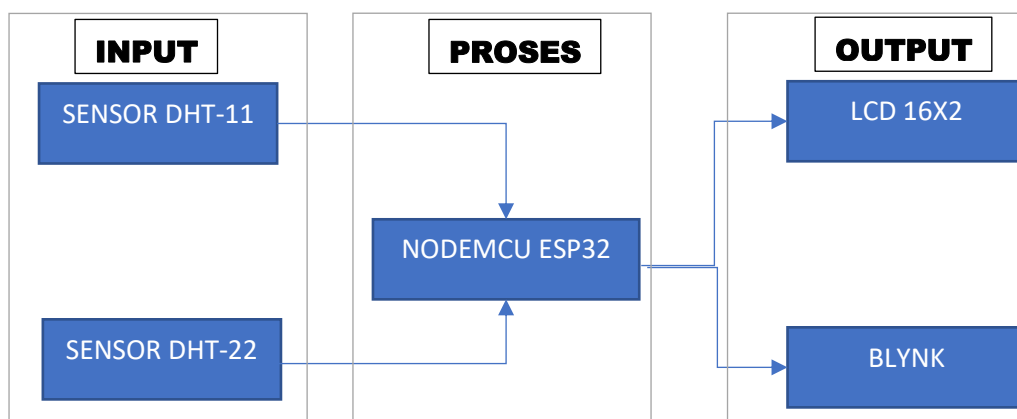 INPUT
SENSOR DHT-11
SENSOR DHT-22
PROSES
NODEMCU ESP32
OUTPUT
LCD 16X2
BLYNK